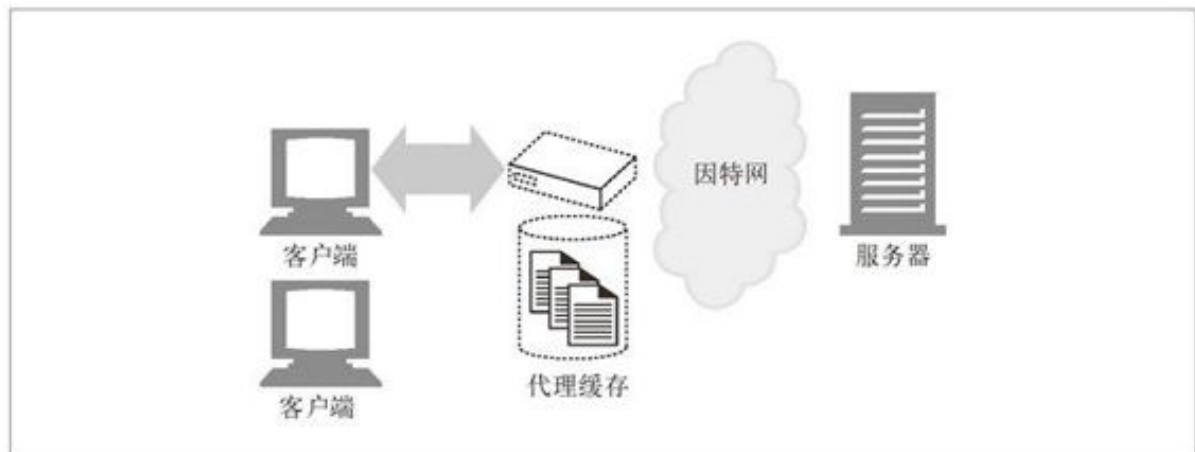 客户端
因特网
服务器
客户端
代理缓存